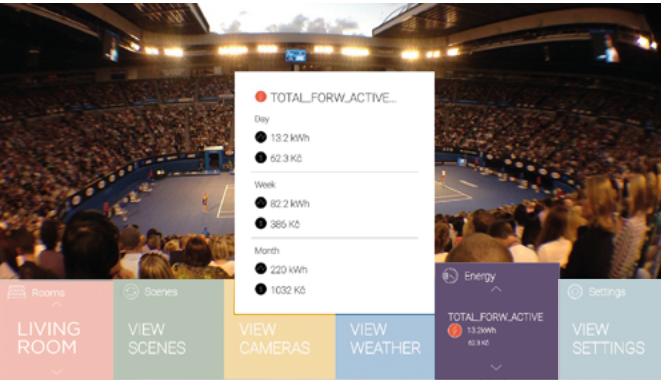 TOTAL_FORW_ACTIVE...
Day
13.2 kWh
62.3 Kč
Week
82.2 kWh
386 Kč
Month
220 kWh
1032 Kč
Rooms
LIVING
ROOM
Scenes
VIEW
SCENES
VIEW
CAMERAS
VIEW
WEATHER
Energy
TOTAL_FORW_ACTIVE
13.2kWh
62.3 Kč
Settings
VIEW
SETTINGS